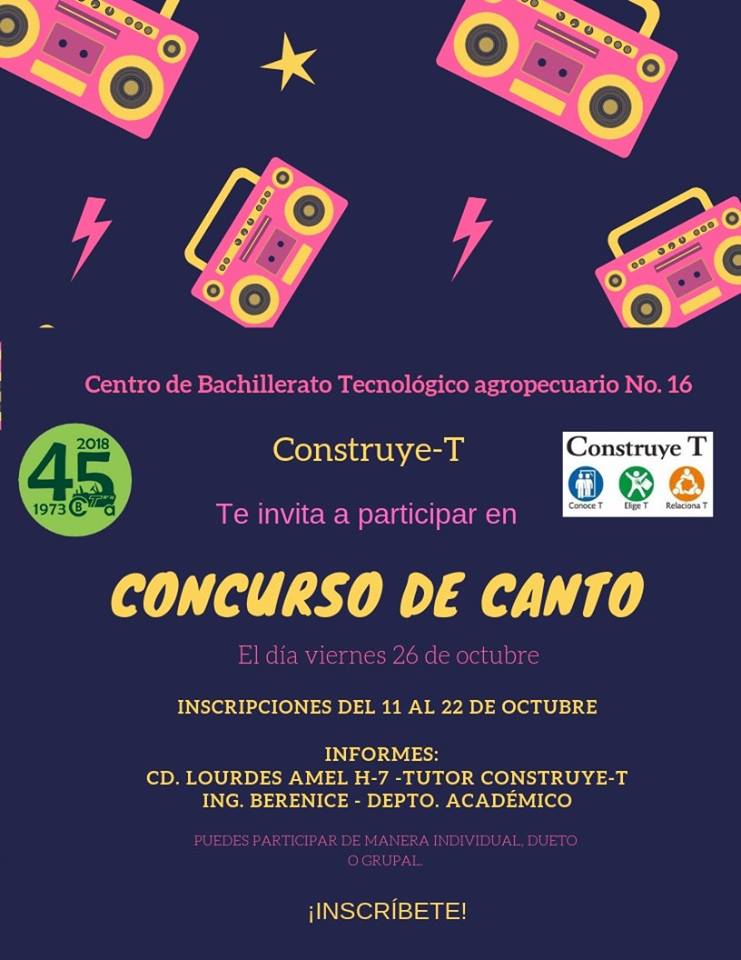 Centro de Bachillerato Tecnológico agropecuario No. 16
2018
45
1973 CBTa
Construye-T
Construye T
Conoce T Elige T Relaciona T
Te invita a participar en
CONCURSO DE CANTO
El día viernes 26 de octubre
INSCRIPCIONES DEL 11 AL 22 DE OCTUBRE
INFORMES:
CD. LOURDES AMEL H-7 -TUTOR CONSTRUYE-T
ING. BERENICE - DEPTO. ACADÉMICO
PUEDES PARTICIPAR DE MANERA INDIVIDUAL, DUETO
O GRUPAL.
¡INSCRÍBETE!